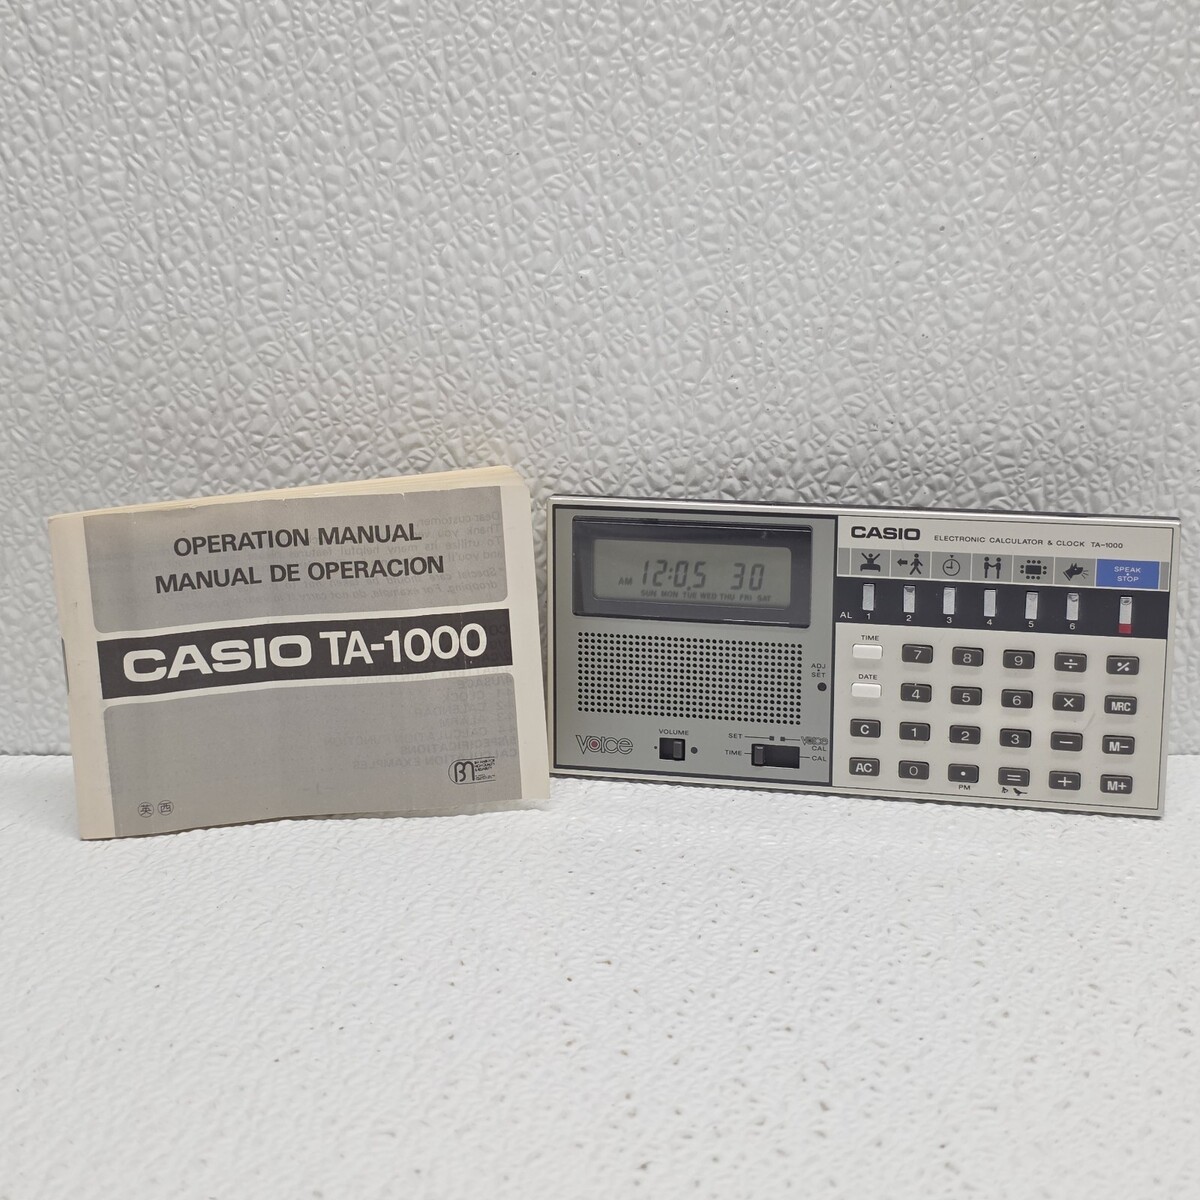 OPERATION MANUAL
MANUAL DE OPERACION
CASIO TA-1000
英 西
CASIO ELECTRONIC CALCULATOR & CLOCK TA-1000
SPEAK
STOP
AM 12:05 30
SUN MON TUE WED THU FRI SAT
AL 1 2 3 4 5 6
ADJ
SET
TIME
7 8 9 ÷ %
DATE
4 5 6 × MRC
C 1 2 3 − M−
AC 0 • = + M+
PM
VOICE
VOLUME
SET VOICE
CAL
TIME CAL